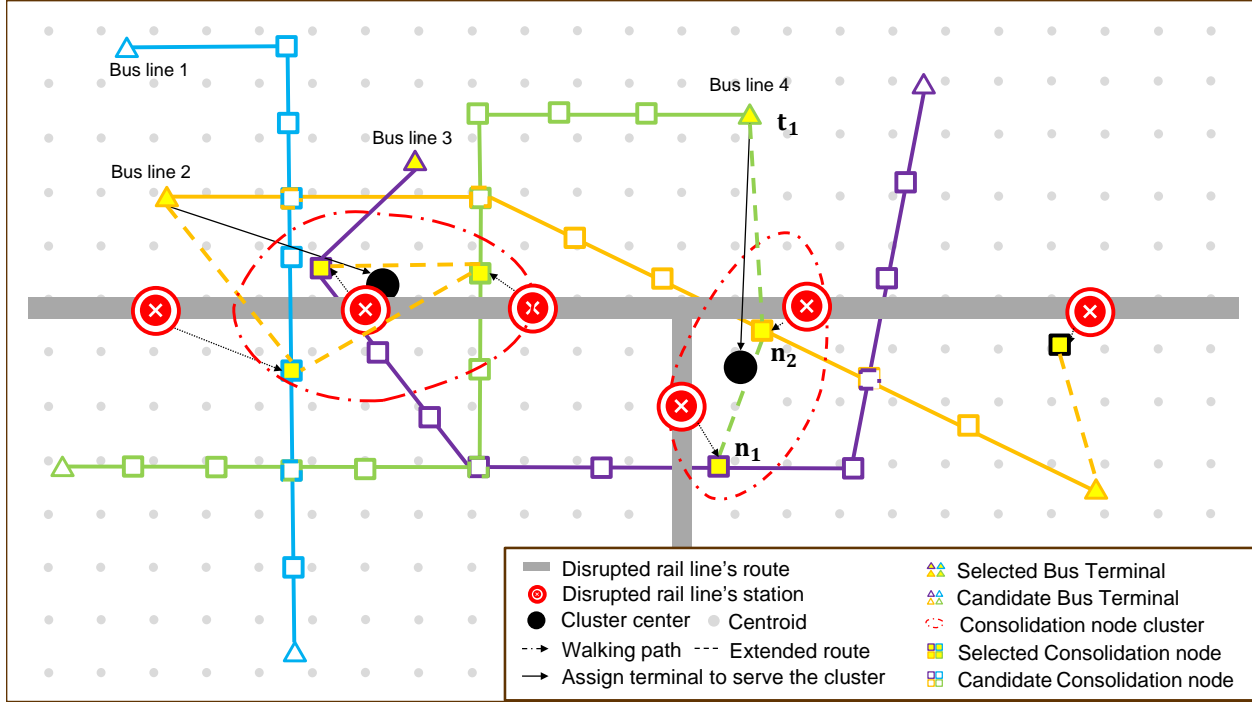 Bus line 1
Bus line 4
t₁
Bus line 3
Bus line 2
n₂
n₁
Disrupted rail line's route
Disrupted rail line's station
Cluster center
Centroid
Walking path
Extended route
Assign terminal to serve the cluster
Selected Bus Terminal
Candidate Bus Terminal
Consolidation node cluster
Selected Consolidation node
Candidate Consolidation node